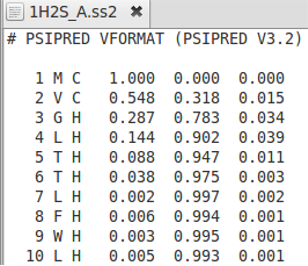 1H2S_A.ss2 ✖
# PSIPRED VFORMAT (PSIPRED V3.2)
1 M C 1.000 0.000 0.000
2 V C 0.548 0.318 0.015
3 G H 0.287 0.783 0.034
4 L H 0.144 0.902 0.039
5 T H 0.088 0.947 0.011
6 T H 0.038 0.975 0.003
7 L H 0.002 0.997 0.002
8 F H 0.006 0.994 0.001
9 W H 0.003 0.995 0.001
10 L H 0.005 0.993 0.001